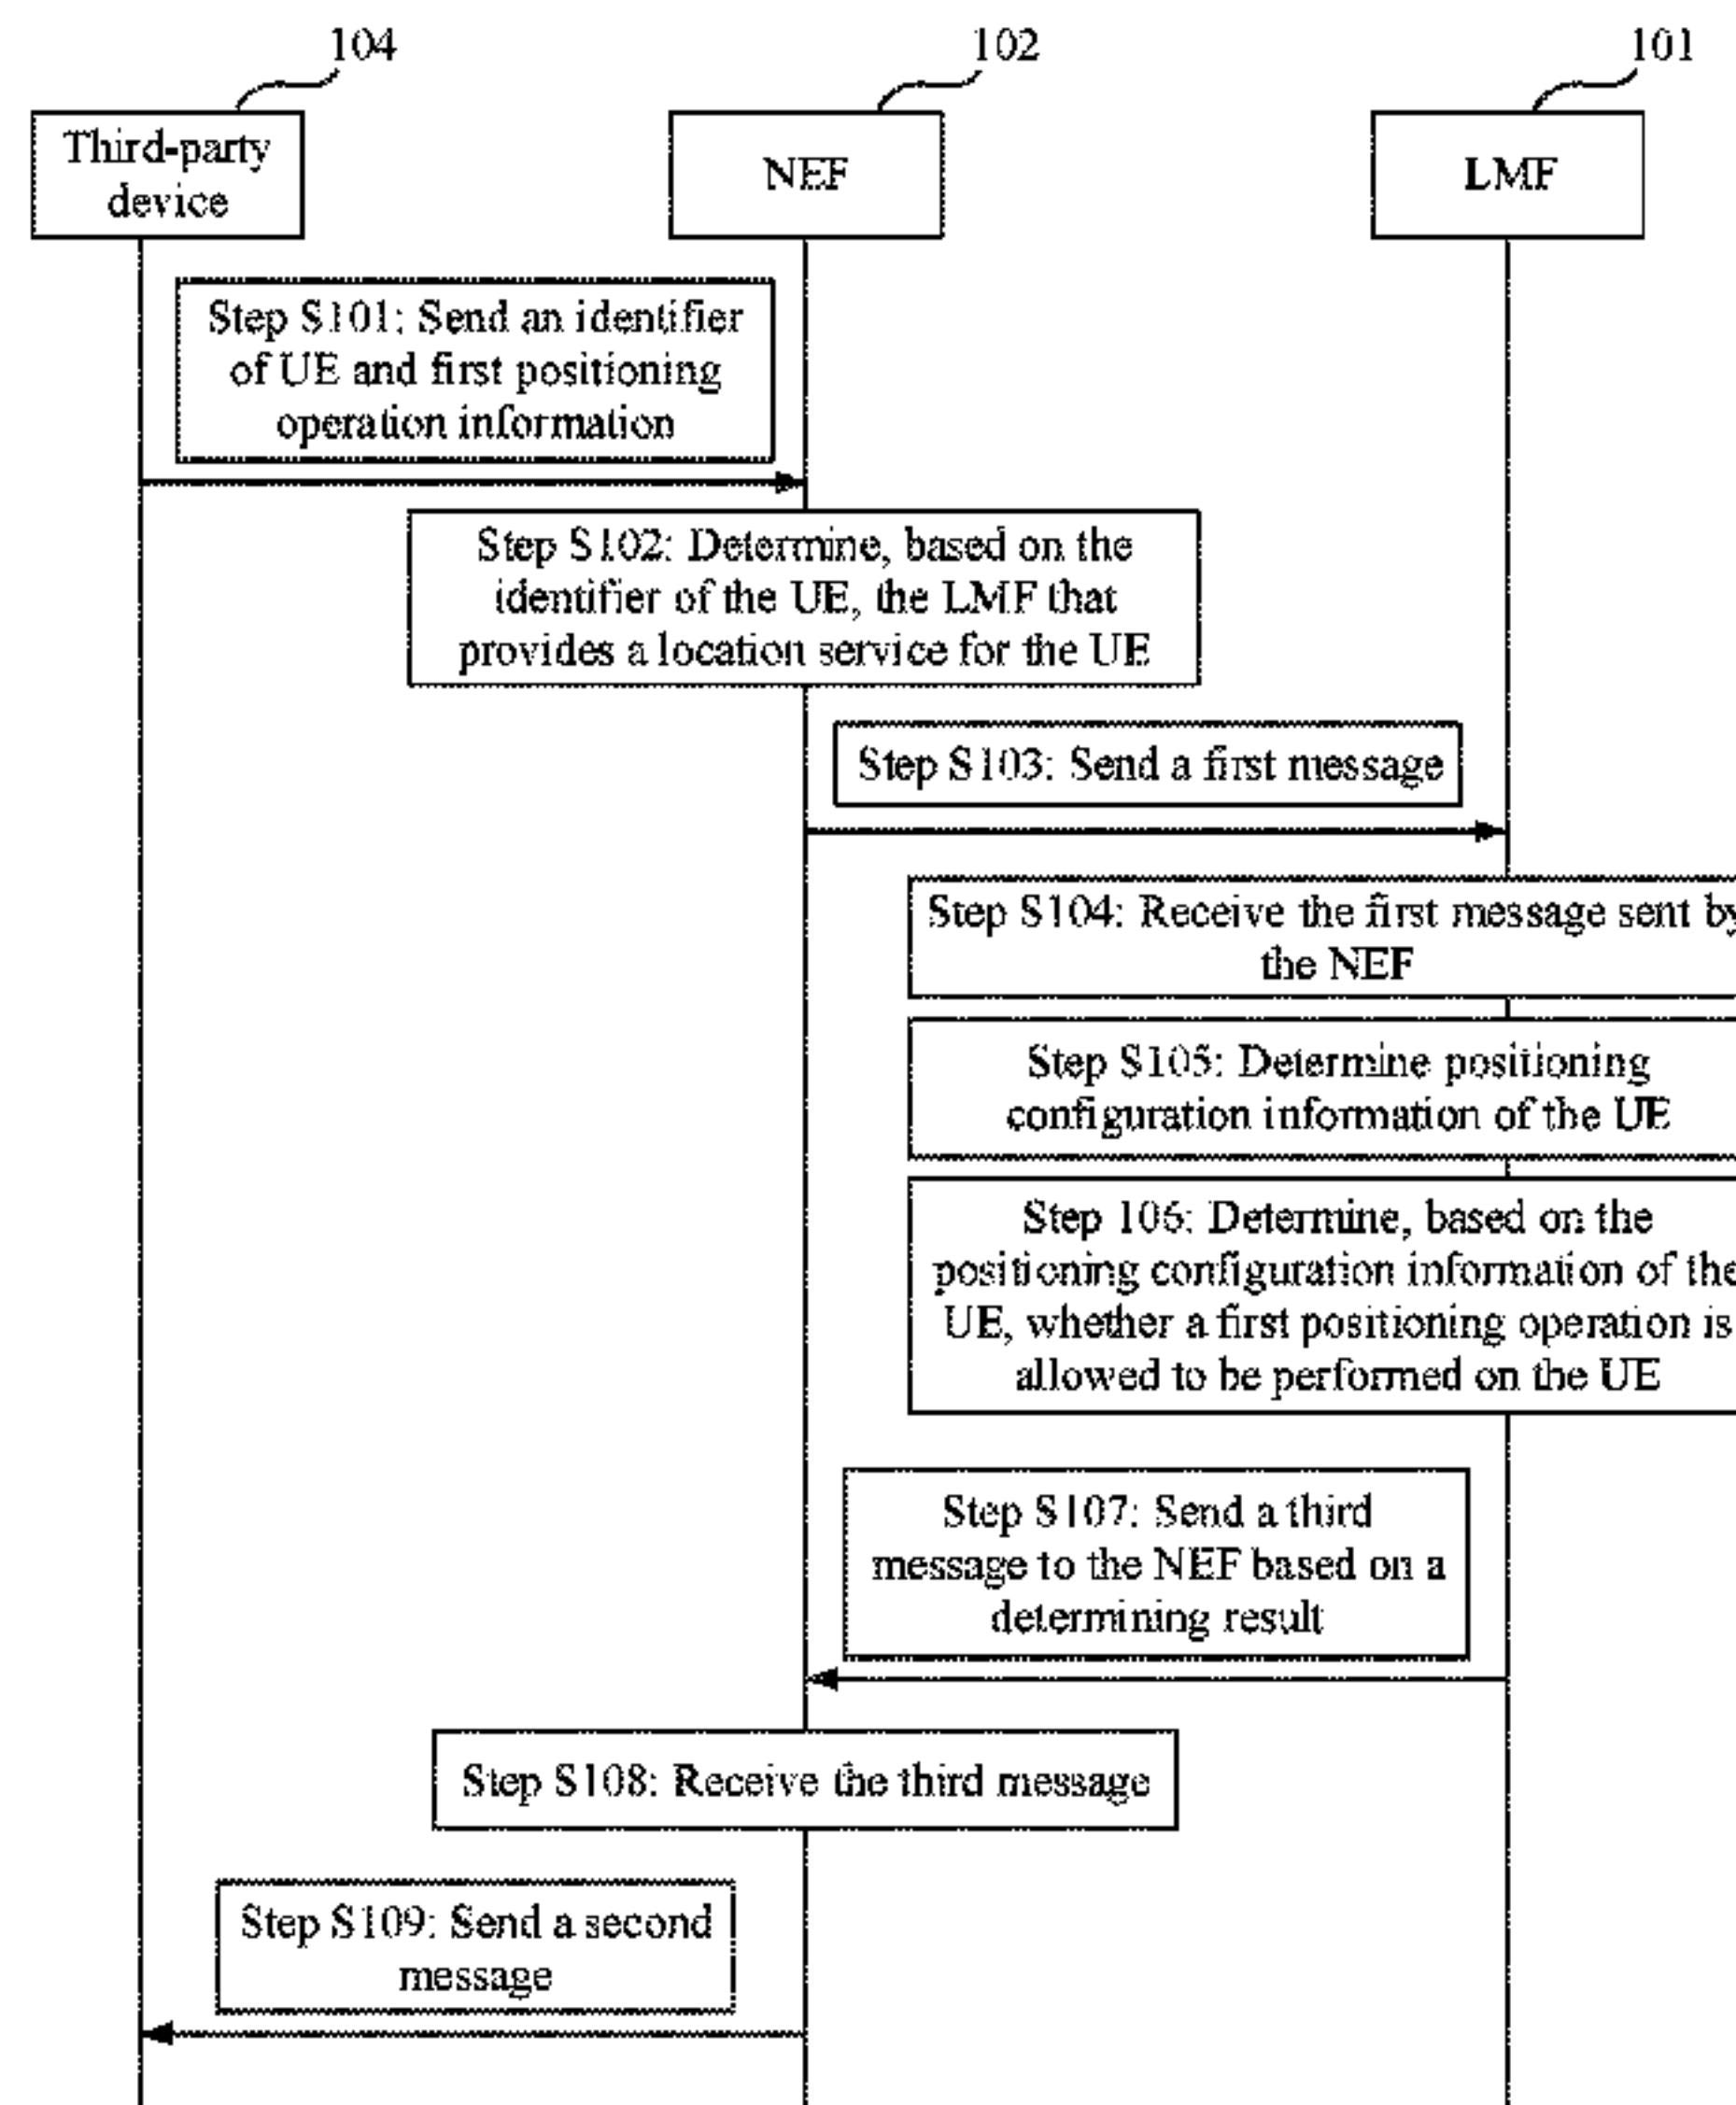 104
102
101
Third-party
device
NEF
LMF
Step S101: Send an identifier
of UE and first positioning
operation information
Step S102: Determine, based on the
identifier of the UE, the LMF that
provides a location service for the UE
Step S103: Send a first message
Step S104: Receive the first message sent by
the NEF
Step S105: Determine positioning
configuration information of the UE
Step 106: Determine, based on the
positioning configuration information of the
UE, whether a first positioning operation is
allowed to be performed on the UE
Step S107: Send a third
message to the NEF based on a
determining result
Step S108: Receive the third message
Step S109: Send a second
message